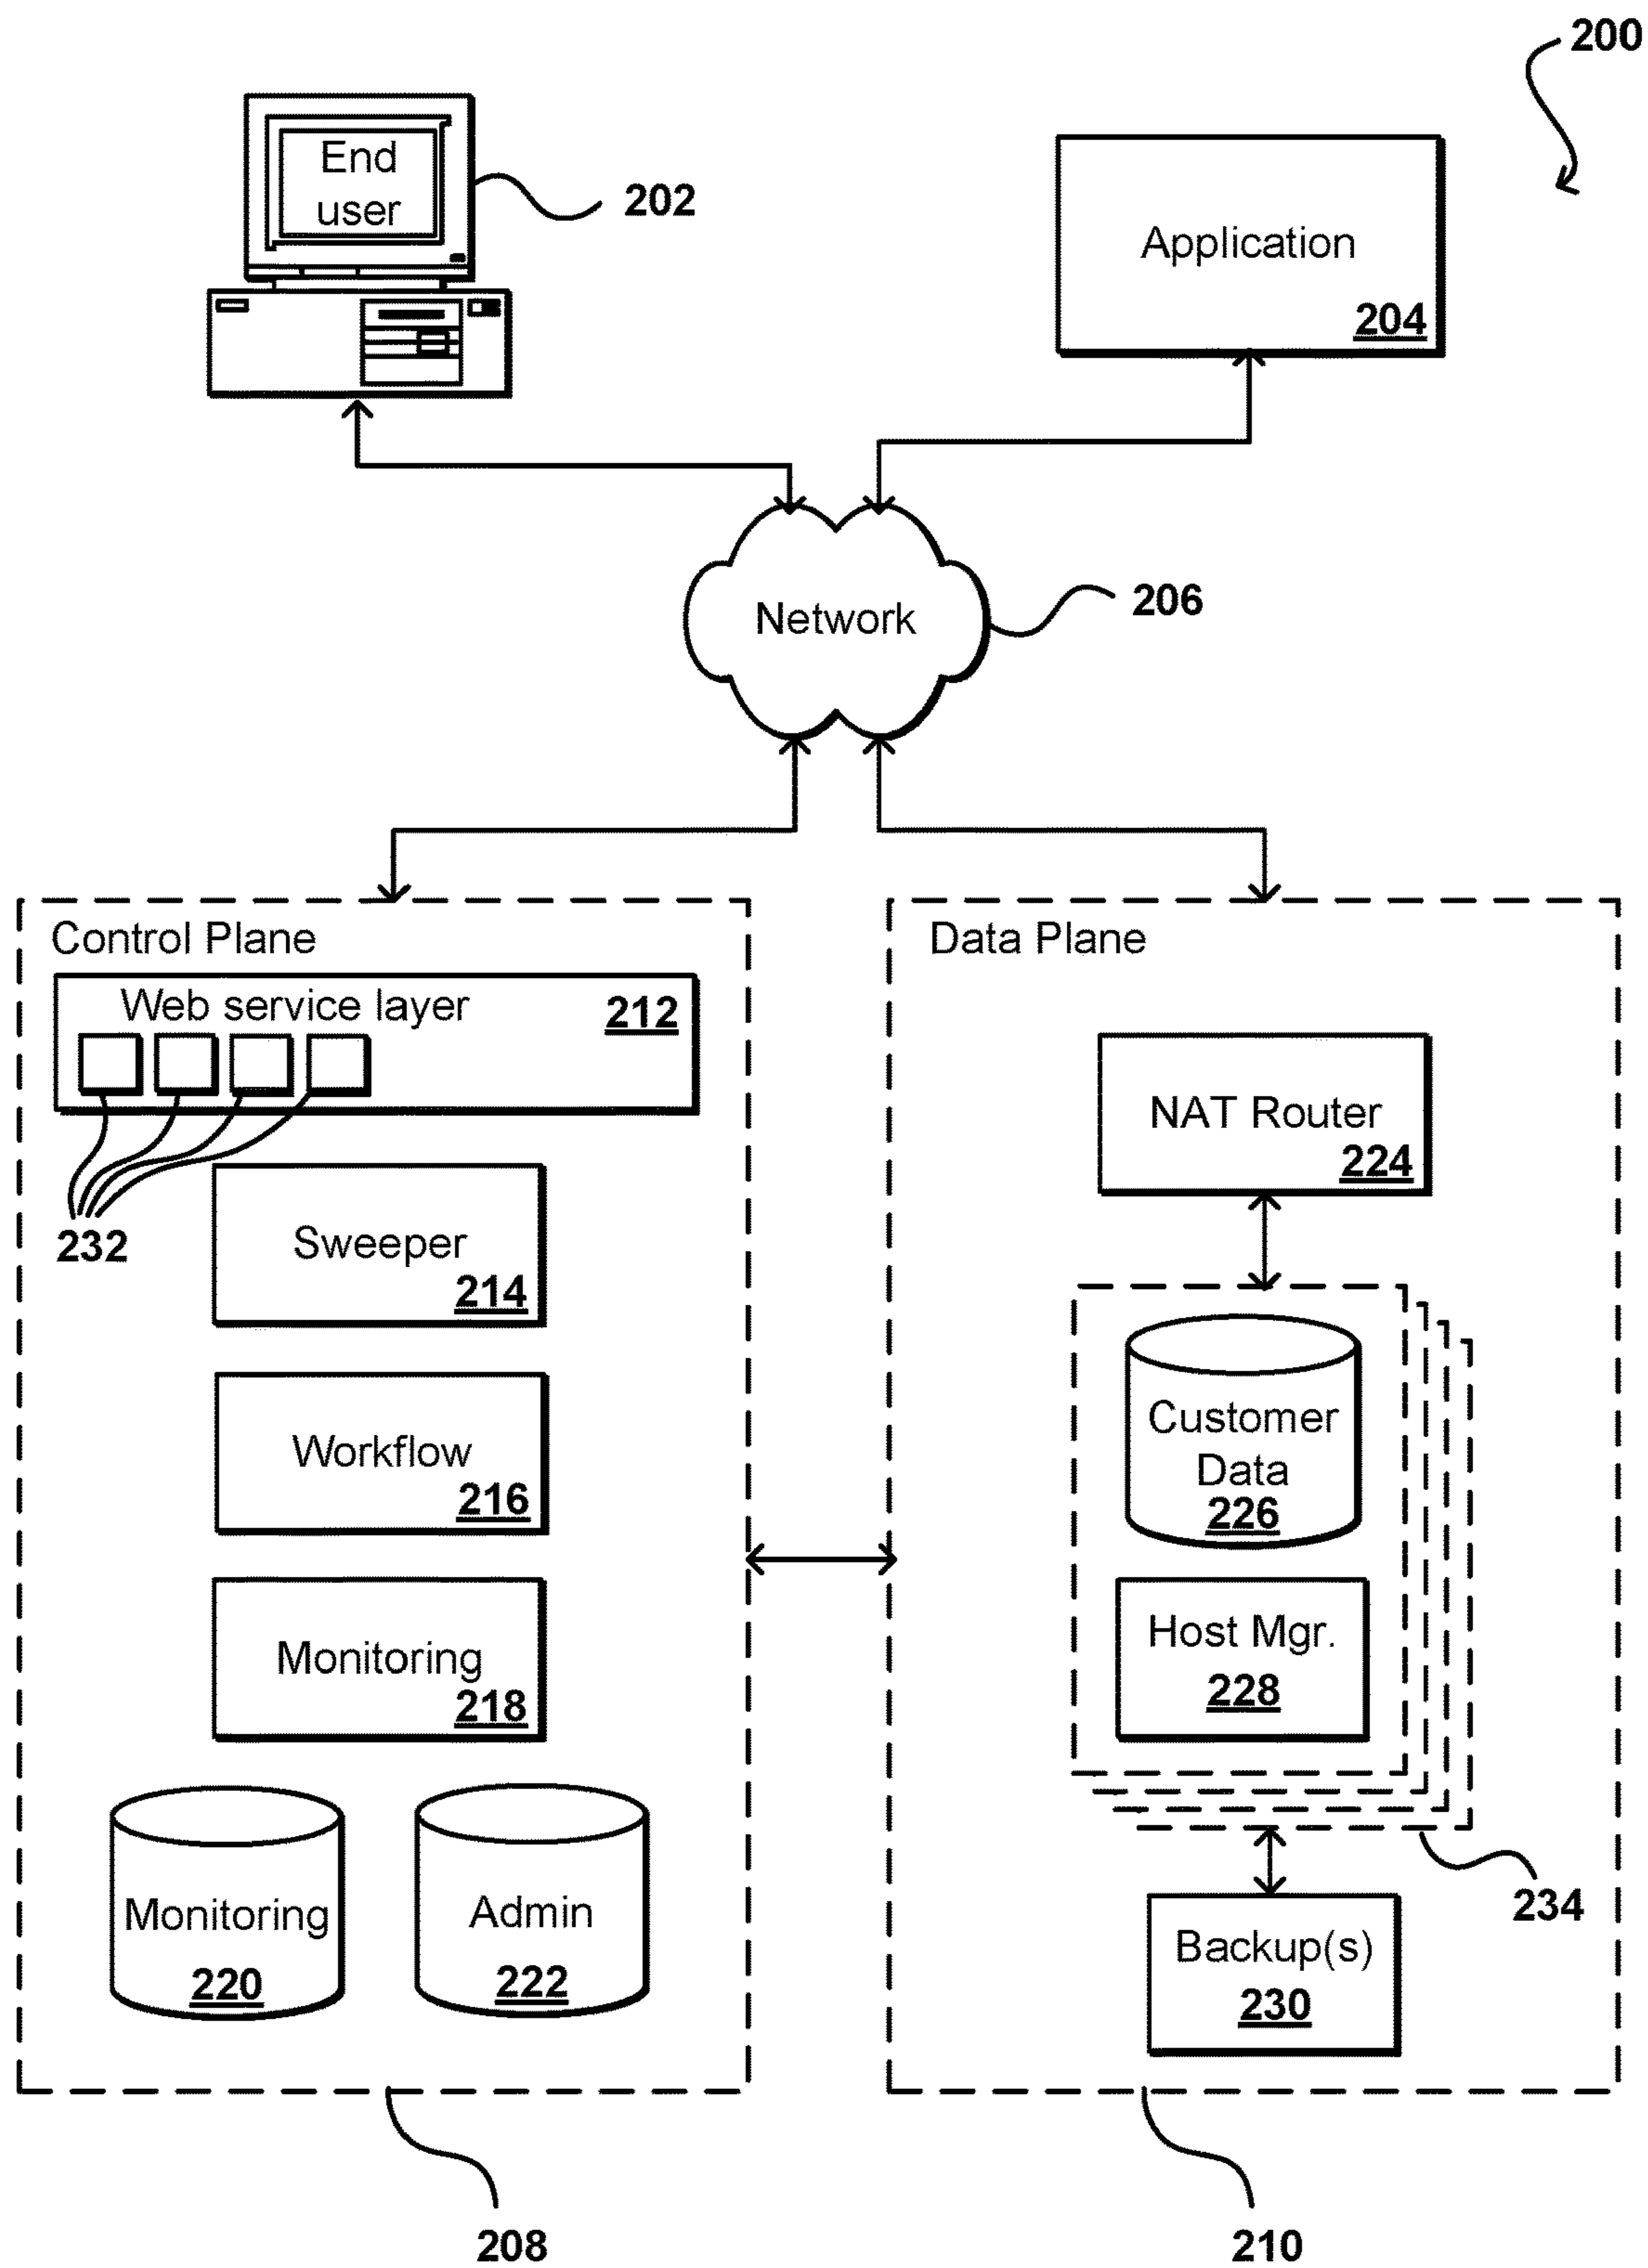 200
End
user
202
Application
204
Network
206
Control Plane
Web service layer
212
232
Sweeper
214
Workflow
216
Monitoring
218
Monitoring
220
Admin
222
208
Data Plane
NAT Router
224
Customer
Data
226
Host Mgr.
228
234
Backup(s)
230
210